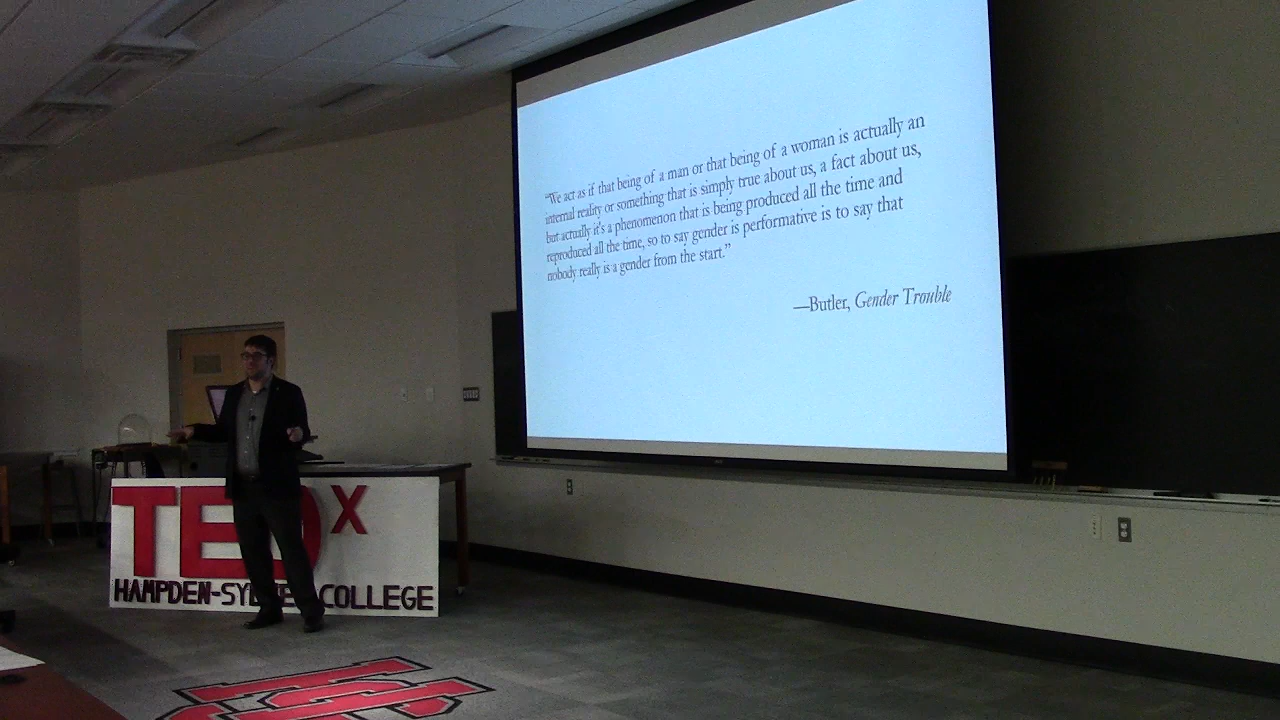 "We act as if that being of a man or that being of a woman is actually an
internal reality or something that is simply true about us, a fact about us,
but actually it's a phenomenon that is being produced all the time and
reproduced all the time, so to say gender is performative is to say that
nobody really is a gender from the start."
—Butler, Gender Trouble
TEDx
HAMPDEN-SYDNEY COLLEGE